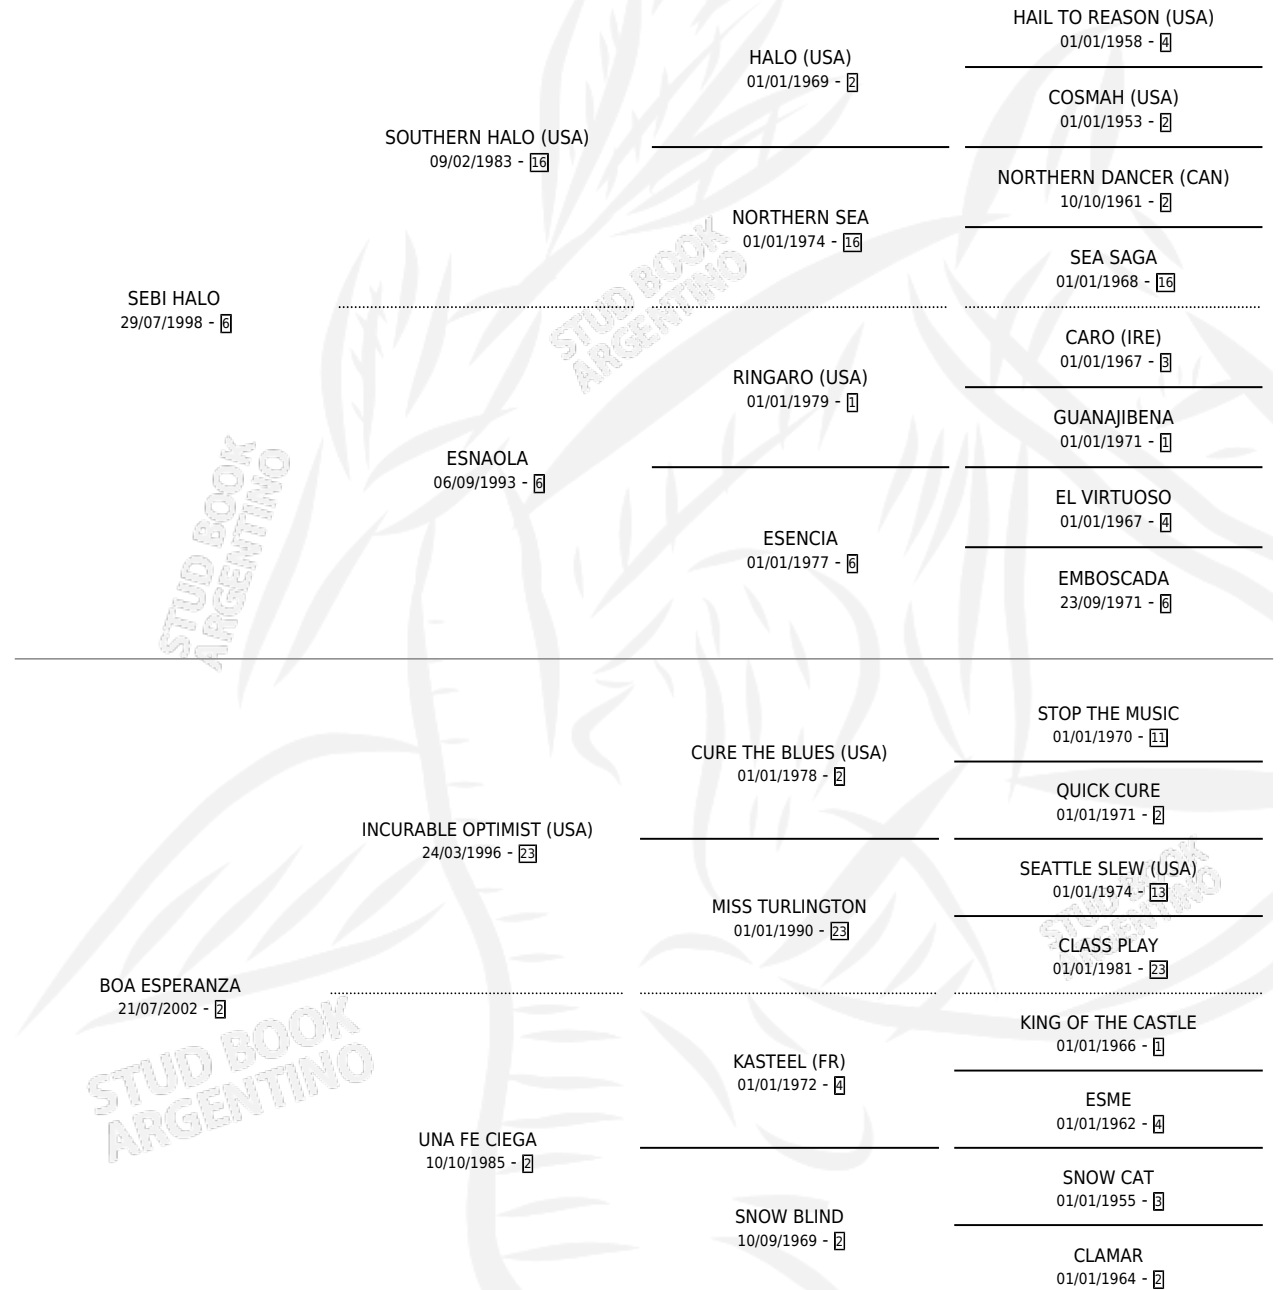 HAIL TO REASON (USA)
01/01/1958 - 4
HALO (USA)
01/01/1969 - 2
COSMAH (USA)
01/01/1953 - 2
SOUTHERN HALO (USA)
09/02/1983 - 16
NORTHERN DANCER (CAN)
10/10/1961 - 2
NORTHERN SEA
01/01/1974 - 16
SEA SAGA
01/01/1968 - 16
SEBI HALO
29/07/1998 - 6
STUD BOOK
ARGENTINO
CARO (IRE)
01/01/1967 - 3
RINGARO (USA)
01/01/1979 - 1
GUANAJIBENA
01/01/1971 - 1
ESNAOLA
06/09/1993 - 6
EL VIRTUOSO
01/01/1967 - 4
ESENCIA
01/01/1977 - 6
EMBOSCADA
23/09/1971 - 6
STUD BOOK
ARGENTINO
STOP THE MUSIC
01/01/1970 - 11
CURE THE BLUES (USA)
01/01/1978 - 2
QUICK CURE
01/01/1971 - 2
INCURABLE OPTIMIST (USA)
24/03/1996 - 23
SEATTLE SLEW (USA)
01/01/1974 - 13
MISS TURLINGTON
01/01/1990 - 23
STUD BOOK
ARGENTINO
CLASS PLAY
01/01/1981 - 23
BOA ESPERANZA
21/07/2002 - 2
KING OF THE CASTLE
01/01/1966 - 1
STUD BOOK
ARGENTINO
KASTEEL (FR)
01/01/1972 - 4
ESME
01/01/1962 - 4
UNA FE CIEGA
10/10/1985 - 2
SNOW CAT
01/01/1955 - 3
SNOW BLIND
10/09/1969 - 2
CLAMAR
01/01/1964 - 2